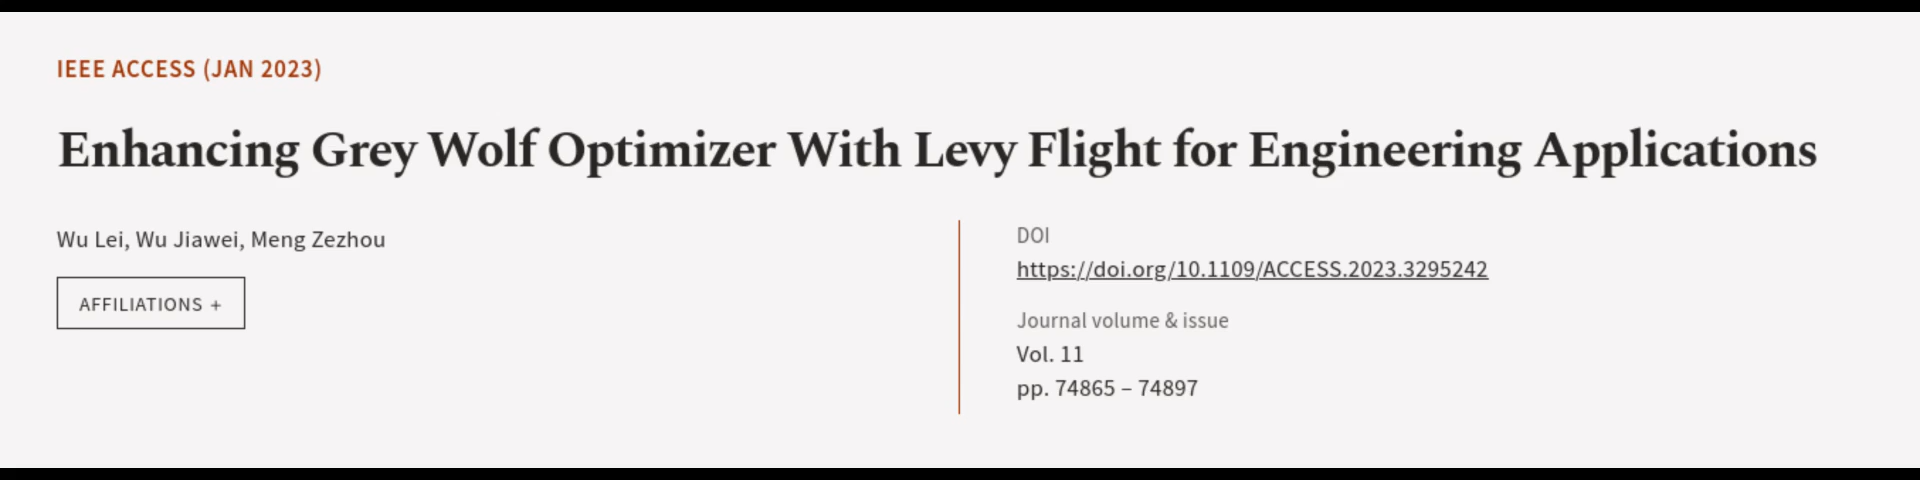 IEEE ACCESS (JAN 2023)
Enhancing Grey Wolf Optimizer With Levy Flight for Engineering Applications
Wu Lei, Wu Jiawei, Meng Zezhou
AFFILIATIONS +
DOI
https://doi.org/10.1109/ACCESS.2023.3295242
Journal volume & issue
Vol. 11
pp. 74865 – 74897